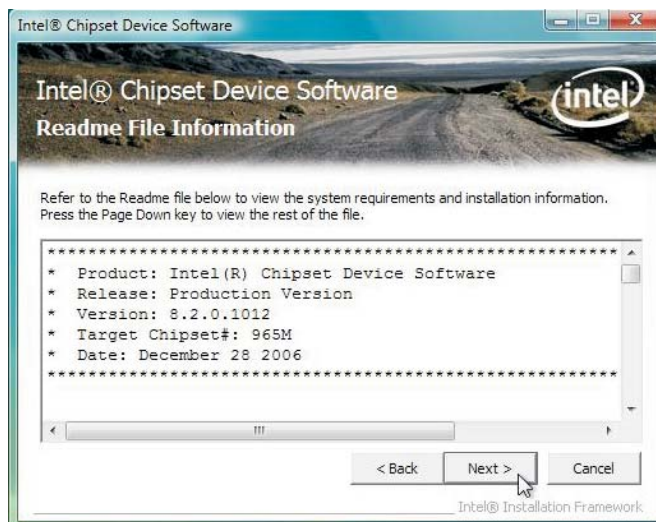 Intel® Chipset Device Software
Intel® Chipset Device Software
intel
Readme File Information
Refer to the Readme file below to view the system requirements and installation information.
Press the Page Down key to view the rest of the file.
************************************************************
* Product: Intel(R) Chipset Device Software
* Release: Production Version
* Version: 8.2.0.1012
* Target Chipset#: 965M
* Date: December 28 2006
************************************************************
< Back
Next >
Cancel
Intel® Installation Framework